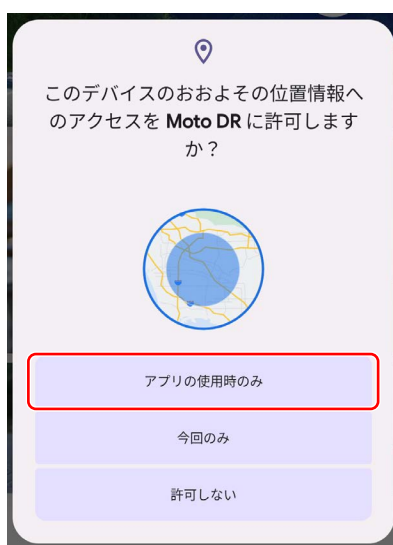 このデバイスのおおよその位置情報へ
のアクセスを Moto DR に許可します
か？
アプリの使用時のみ
今回のみ
許可しない